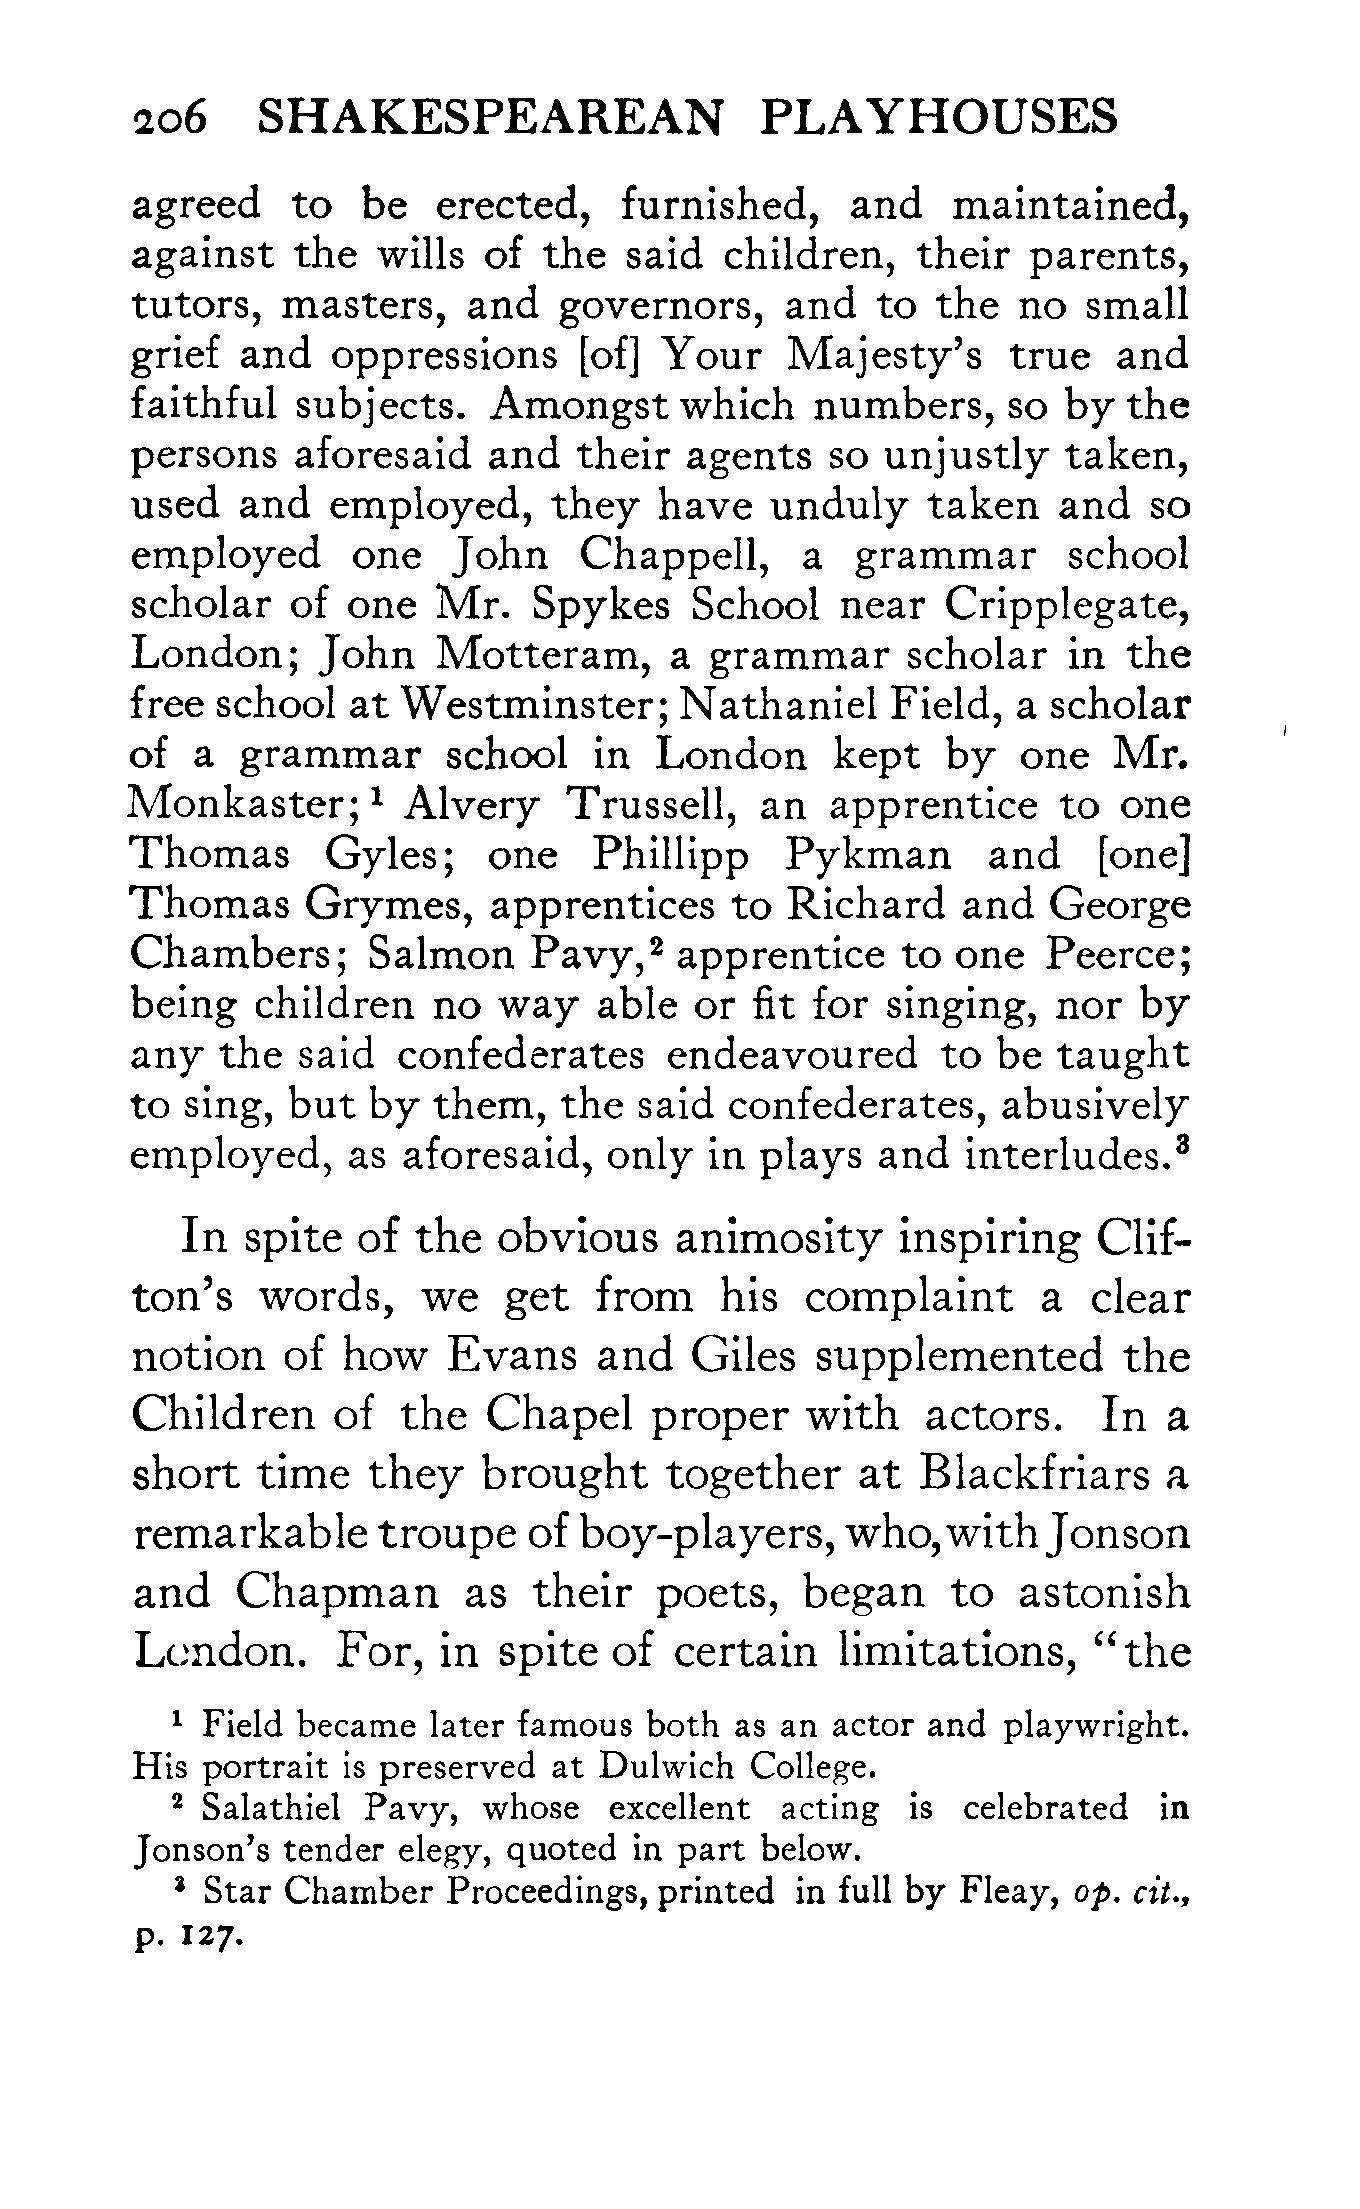 206 SHAKESPEAREAN PLAYHOUSES
agreed to be erected, furnished, and maintained,
against the wills of the said children, their parents,
tutors, masters, and governors, and to the no small
grief and oppressions [of] Your Majesty's true and
faithful subjects. Amongst which numbers, so by the
persons aforesaid and their agents so unjustly taken,
used and employed, they have unduly taken and so
employed one John Chappell, a grammar school
scholar of one Mr. Spykes School near Cripplegate,
London; John Motteram, a grammar scholar in the
free school at Westminster; Nathaniel Field, a scholar
of a grammar school in London kept by one Mr.
Monkaster; ¹ Alvery Trussell, an apprentice to one
Thomas Gyles; one Phillipp Pykman and [one]
Thomas Grymes, apprentices to Richard and George
Chambers; Salmon Pavy,² apprentice to one Peerce;
being children no way able or fit for singing, nor by
any the said confederates endeavoured to be taught
to sing, but by them, the said confederates, abusively
employed, as aforesaid, only in plays and interludes.³
In spite of the obvious animosity inspiring Clif-
ton's words, we get from his complaint a clear
notion of how Evans and Giles supplemented the
Children of the Chapel proper with actors. In a
short time they brought together at Blackfriars a
remarkable troupe of boy-players, who, with Jonson
and Chapman as their poets, began to astonish
London. For, in spite of certain limitations, "the
¹ Field became later famous both as an actor and playwright.
His portrait is preserved at Dulwich College.
² Salathiel Pavy, whose excellent acting is celebrated in
Jonson's tender elegy, quoted in part below.
³ Star Chamber Proceedings, printed in full by Fleay, op. cit.,
p. 127.